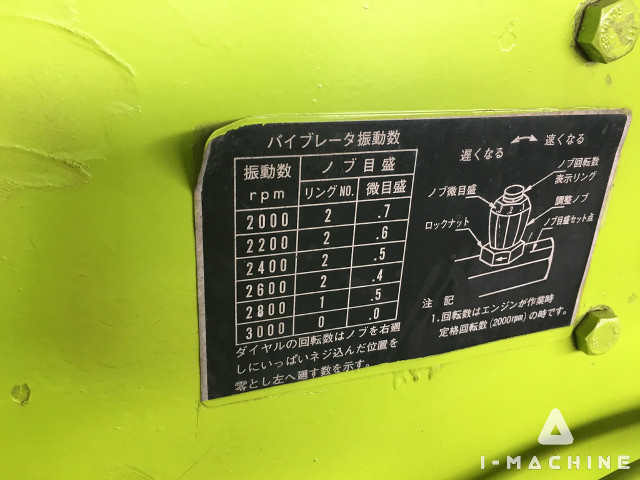 バイブレータ振動数
振動数 ノブ目盛
rpm リングNO. 微目盛
2000 2 .7
2200 2 .6
2400 2 .5
2600 2 .4
2800 1 .5
3000 0 .0
ダイヤルの回転数はノブを右廻
しにいっぱいネジ込んだ位置を
零とし左へ廻す数を示す。
遅くなる 速くなる
ノブ回転数
表示リング
ノブ微目盛
調整ノブ
ロックナット
ノブ目盛セット点
注記
1.回転数はエンジンが作業時
定格回転数(2000rpm)の時です。
I-MACHINE